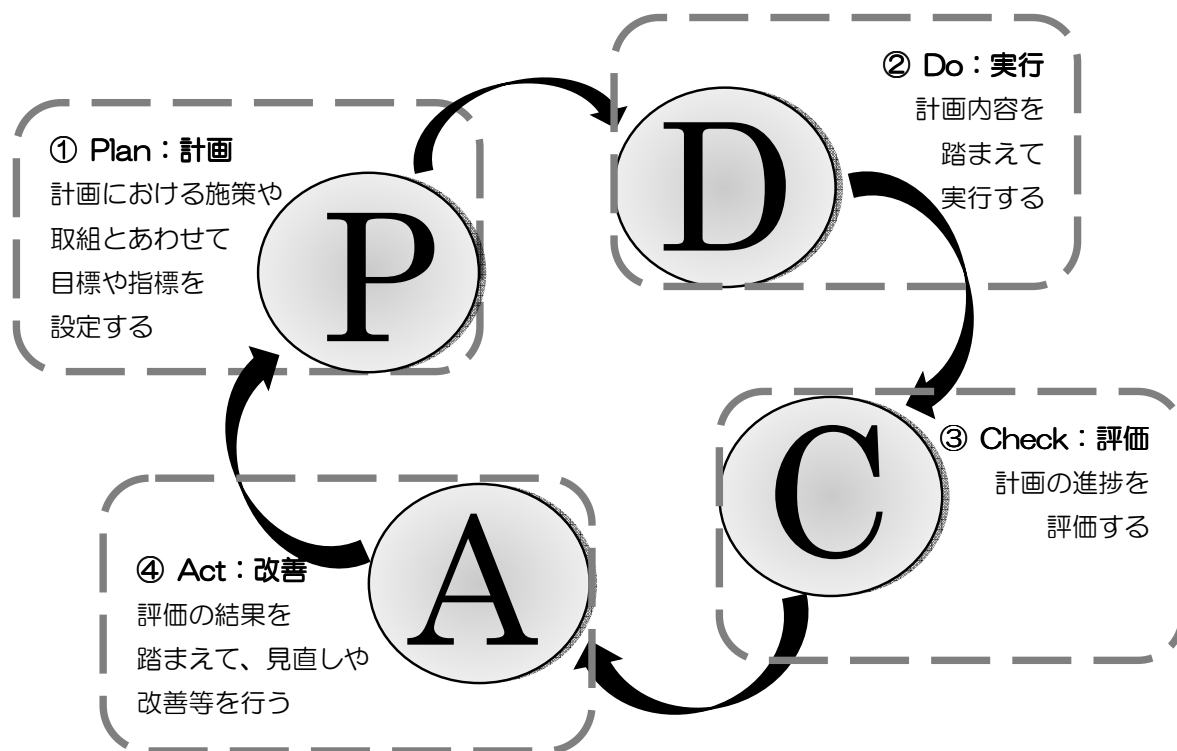 ① Plan：計画
計画における施策や
取組とあわせて
目標や指標を
設定する
P
② Do：実行
計画内容を
踏まえて
実行する
D
③ Check：評価
計画の進捗を
評価する
C
④ Act：改善
評価の結果を
踏まえて、見直しや
改善等を行う
A